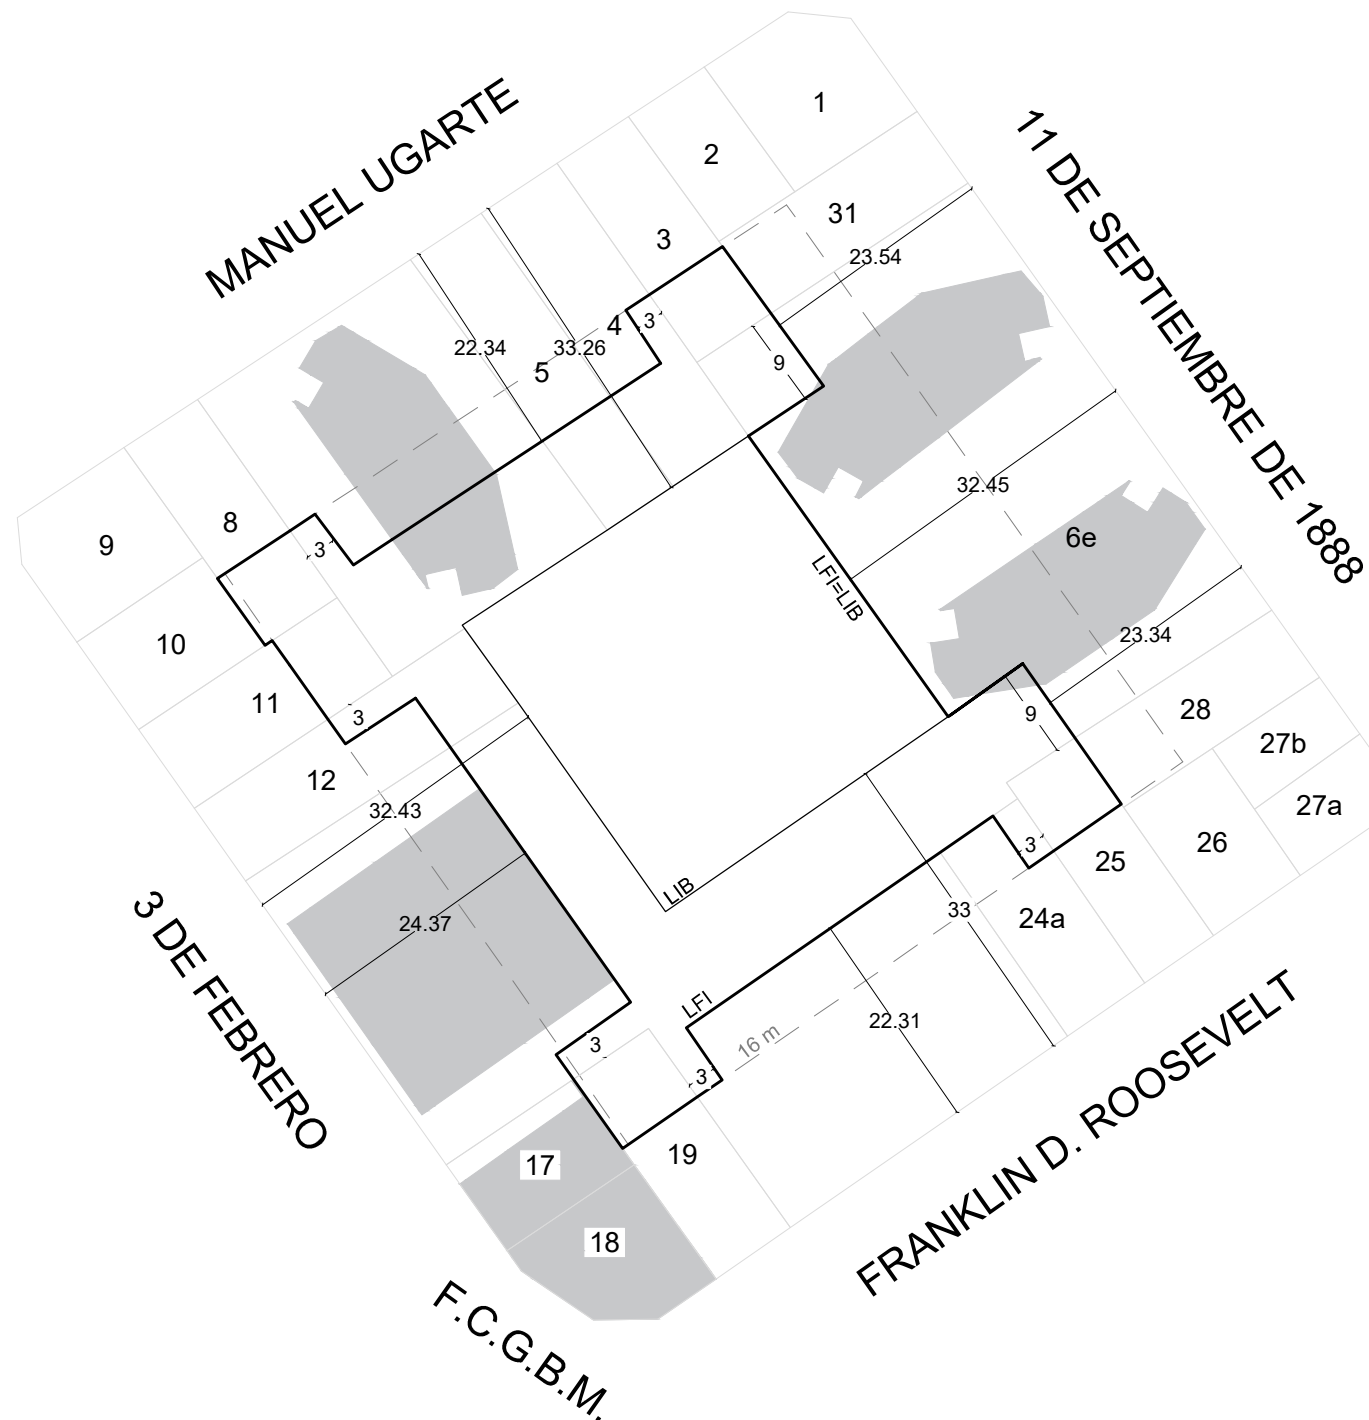 MANUEL UGARTE
11 DE SEPTIEMBRE DE 1888
1
2
31
3
23.54
3
4
22.34
33.26
9
5
32.45
8
6e
9
3
LFI=LIB
10
23.34
11
3
28
9
27b
12
27a
32.43
3
26
25
LIB
33
24a
24.37
3 DE FEBRERO
LFI
22.31
16 m
3
3
19
17
18
FRANKLIN D. ROOSEVELT
F.C.G.B.M.